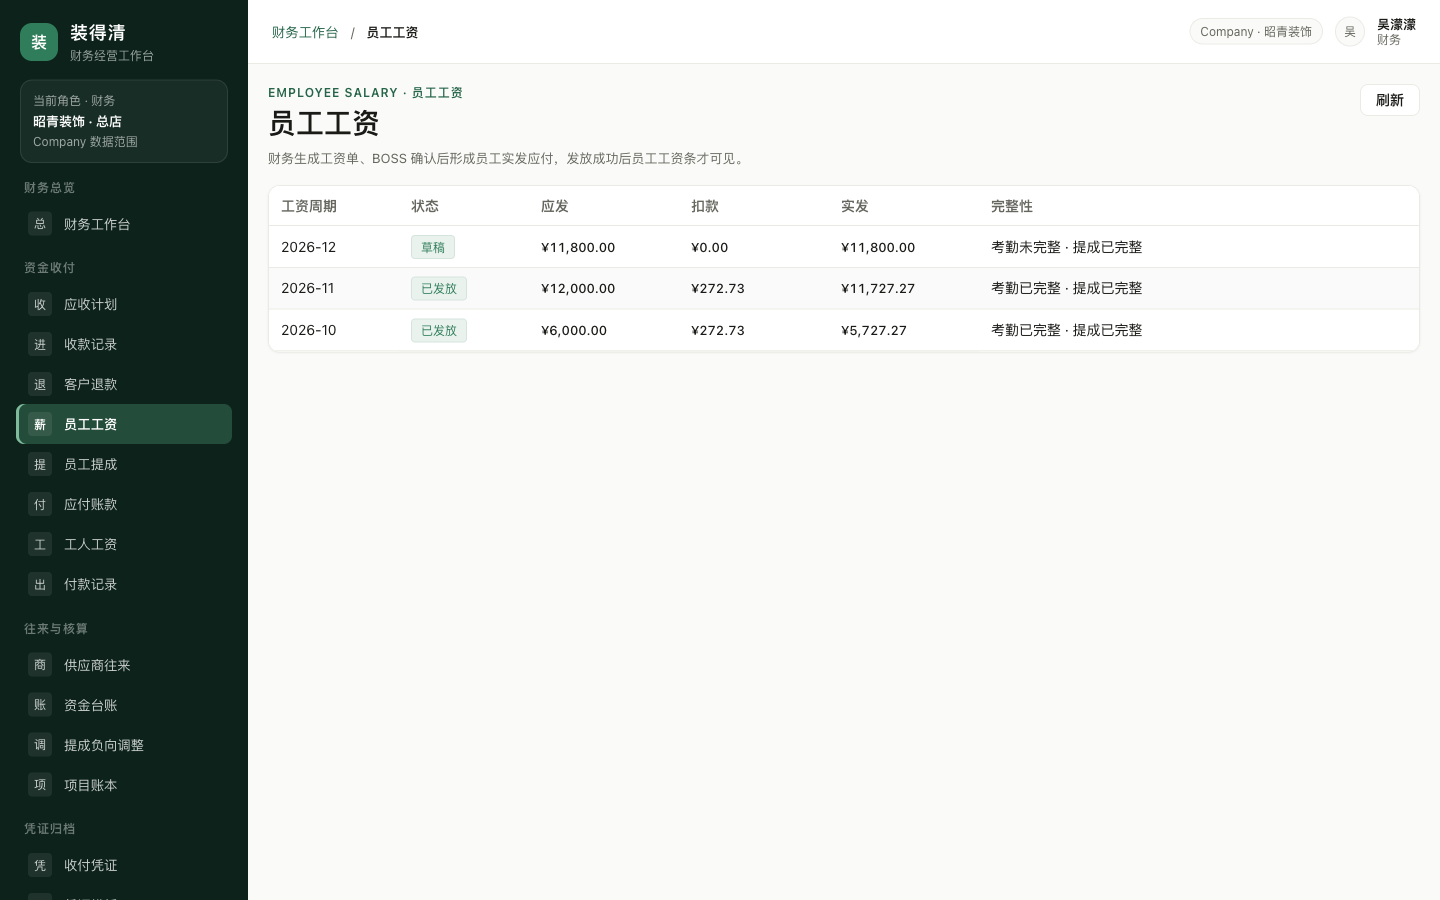 装 装得清
财务经营工作台
当前角色 · 财务
昭青装饰 · 总店
Company 数据范围
财务总览
总 财务工作台
资金收付
收 应收计划
进 收款记录
退 客户退款
薪 员工工资
提 员工提成
付 应付账款
工 工人工资
出 付款记录
往来与核算
商 供应商往来
账 资金台账
调 提成负向调整
项 项目账本
凭证归档
凭 收付凭证
财务工作台 / 员工工资
Company · 昭青装饰
吴 吴濛濛
财务
EMPLOYEE SALARY · 员工工资
员工工资
刷新
财务生成工资单、BOSS 确认后形成员工实发应付，发放成功后员工工资条才可见。
工资周期 状态 应发 扣款 实发 完整性
2026-12 草稿 ¥11,800.00 ¥0.00 ¥11,800.00 考勤未完整 · 提成已完整
2026-11 已发放 ¥12,000.00 ¥272.73 ¥11,727.27 考勤已完整 · 提成已完整
2026-10 已发放 ¥6,000.00 ¥272.73 ¥5,727.27 考勤已完整 · 提成已完整